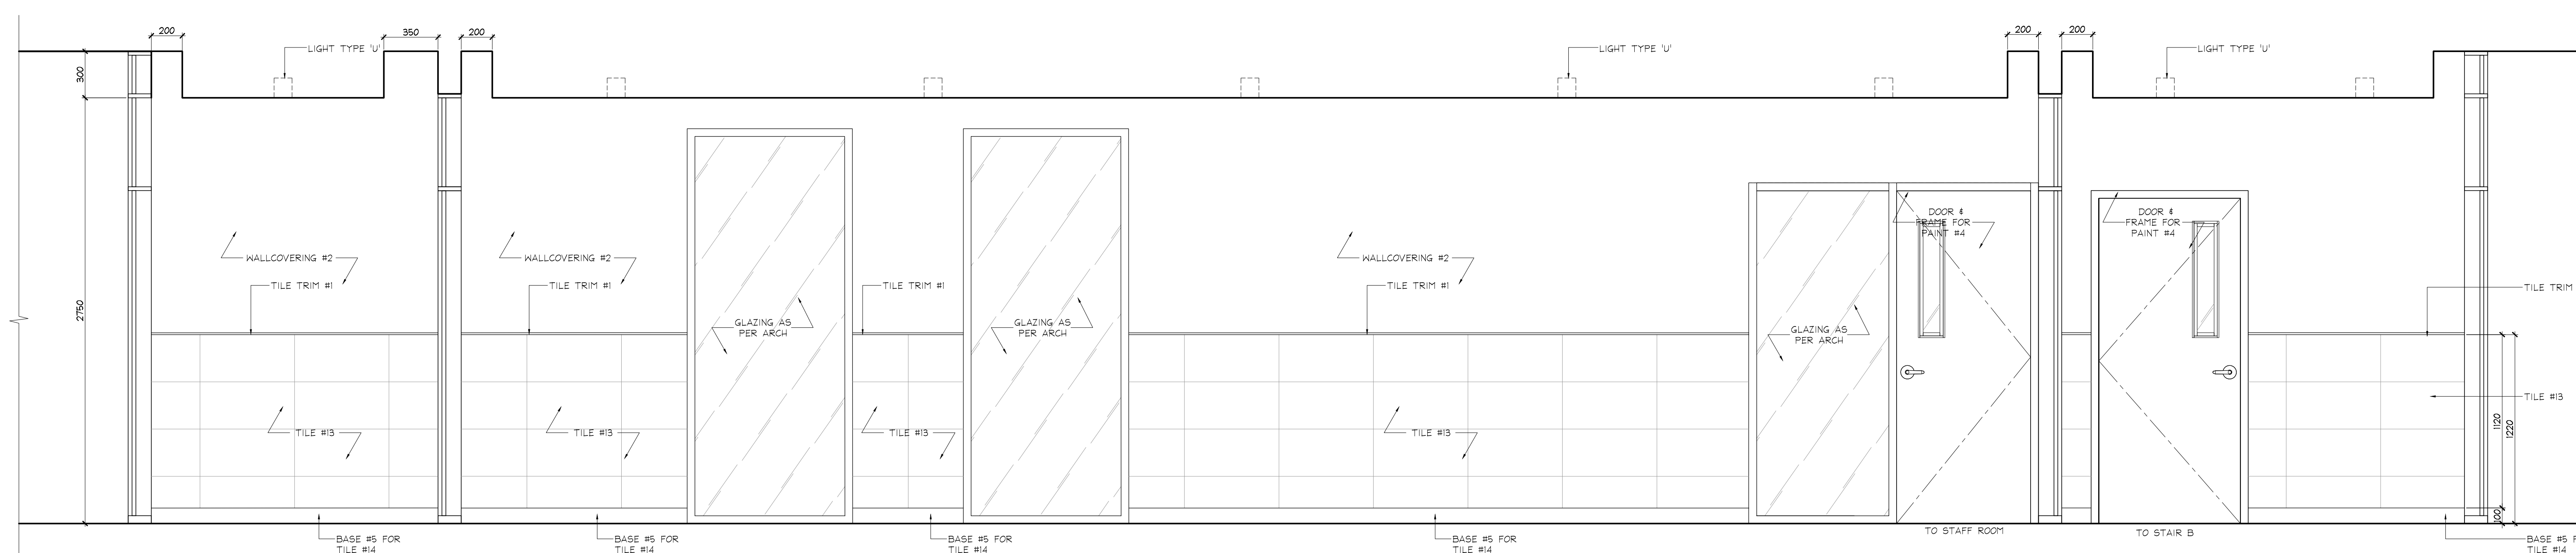 200
350
200
200
200
LIGHT TYPE 'U'
LIGHT TYPE 'U'
LIGHT TYPE 'U'
300
2750
DOOR &
FRAME FOR
PAINT #4
DOOR &
FRAME FOR
PAINT #4
WALLCOVERING #2
WALLCOVERING #2
WALLCOVERING #2
TILE TRIM #1
TILE TRIM #1
TILE TRIM #1
TILE TRIM #1
TILE TRIM
GLAZING AS
PER ARCH
GLAZING AS
PER ARCH
GLAZING AS
PER ARCH
TILE #13
TILE #13
TILE #13
TILE #13
TILE #13
1120
1220
100
TO STAFF ROOM
TO STAIR B
BASE #5 FOR
TILE #14
BASE #5 FOR
TILE #14
BASE #5 FOR
TILE #14
BASE #5 FOR
TILE #14
BASE #5
TILE #14